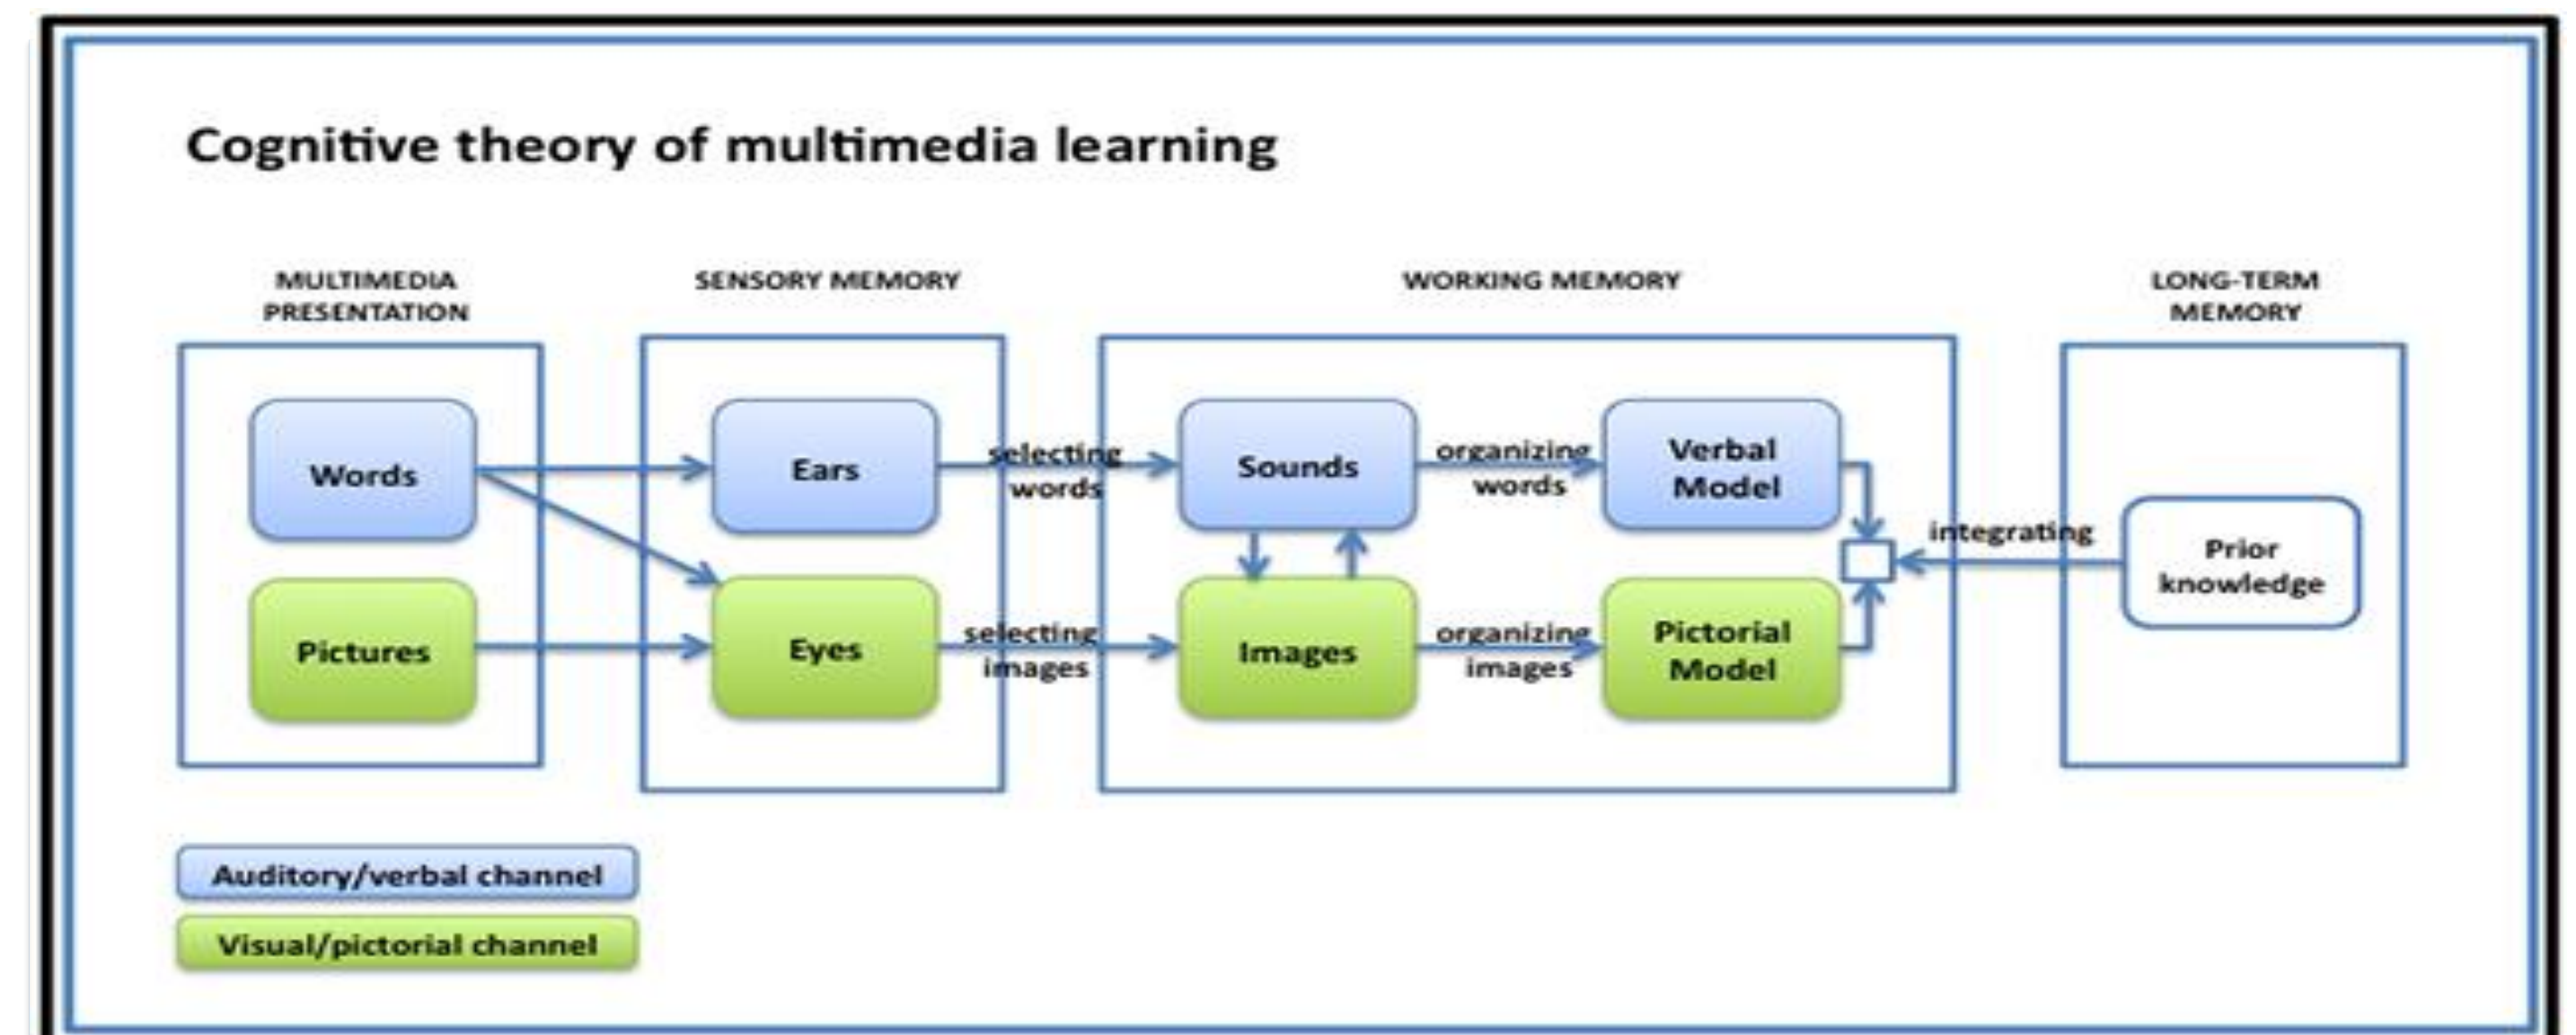 Cognitive theory of multimedia learning
MULTIMEDIA
PRESENTATION
SENSORY MEMORY
WORKING MEMORY
LONG-TERM
MEMORY
Words
Ears
selecting
words
Sounds
organizing
words
Verbal
Model
integrating
Prior
knowledge
Pictures
Eyes
selecting
images
Images
organizing
images
Pictorial
Model
Auditory/verbal channel
Visual/pictorial channel